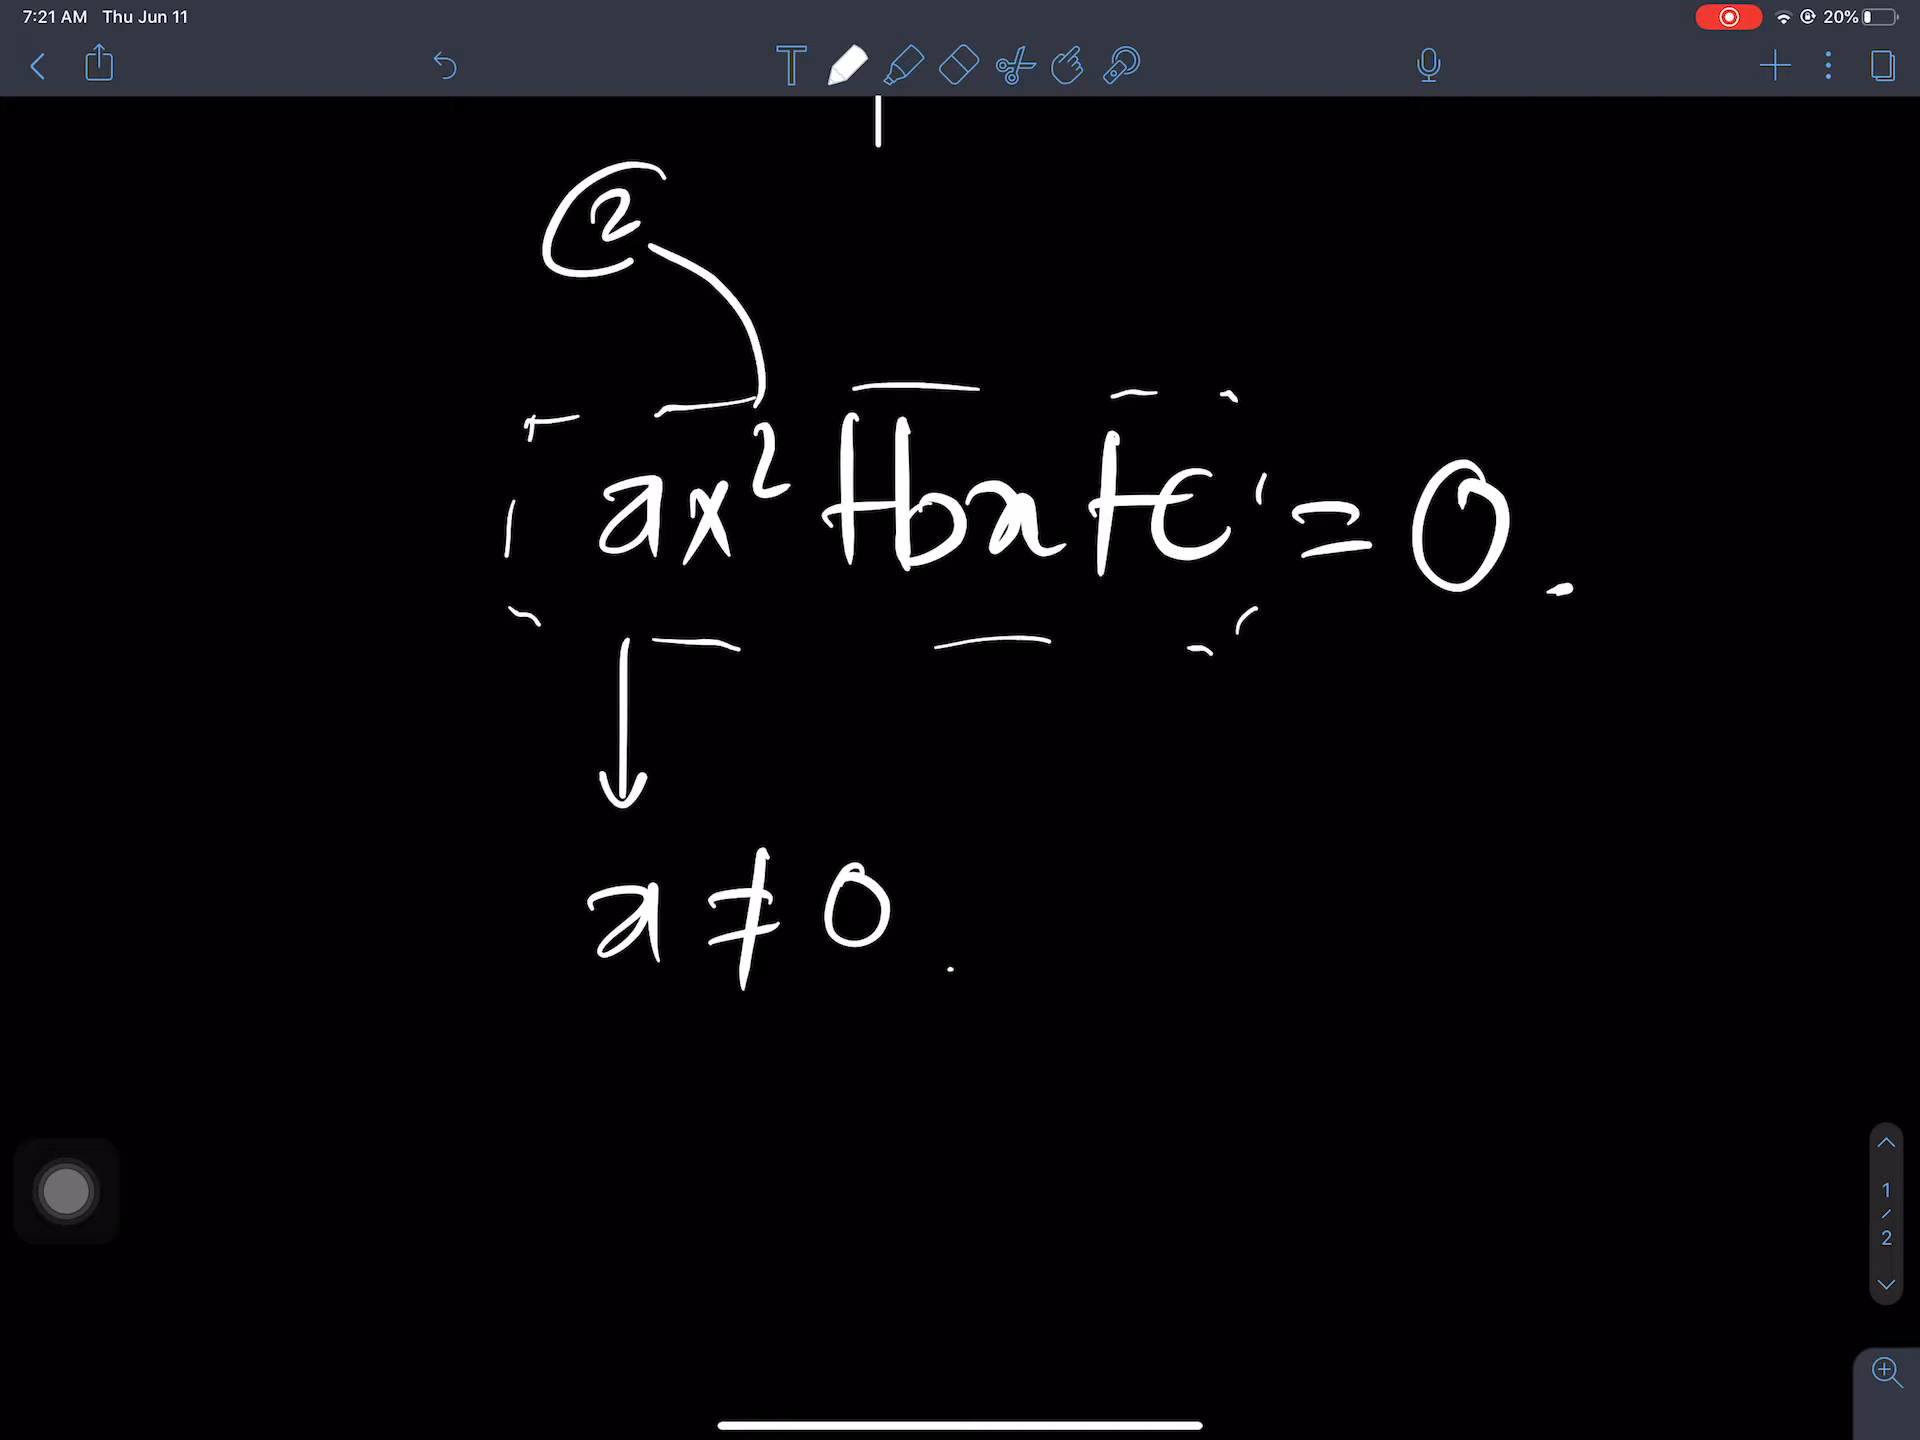 7:21 AM Thu Jun 11
20%
T
2
ax² + bx + c = 0.
a ≠ 0.
1
/
2